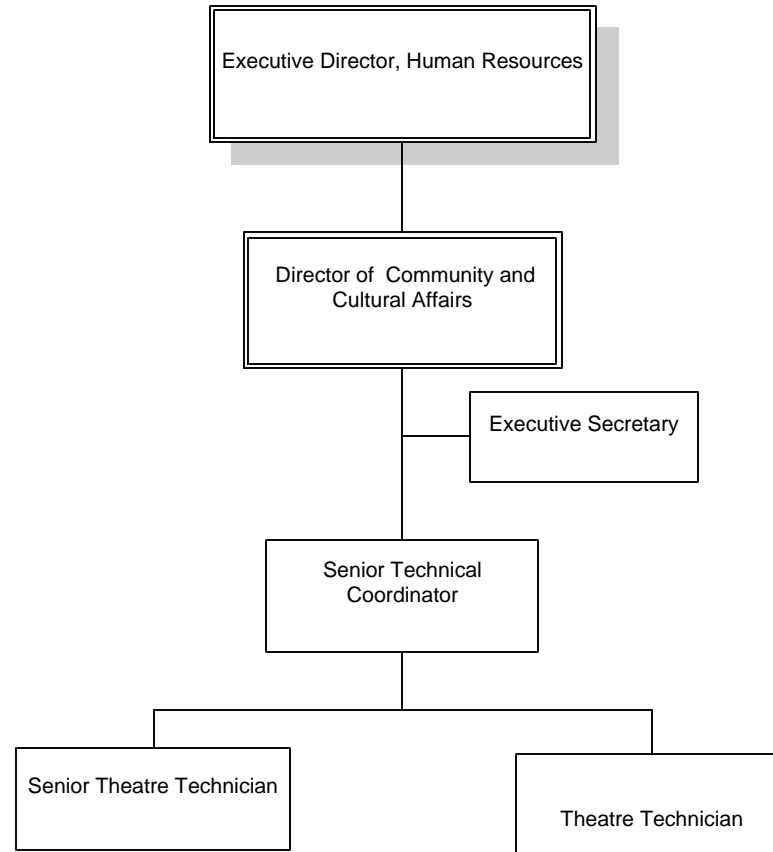 Executive Director, Human Resources
Director of  Community and
Cultural Affairs
Executive Secretary
Senior Technical
Coordinator
Senior Theatre Technician
Theatre Technician